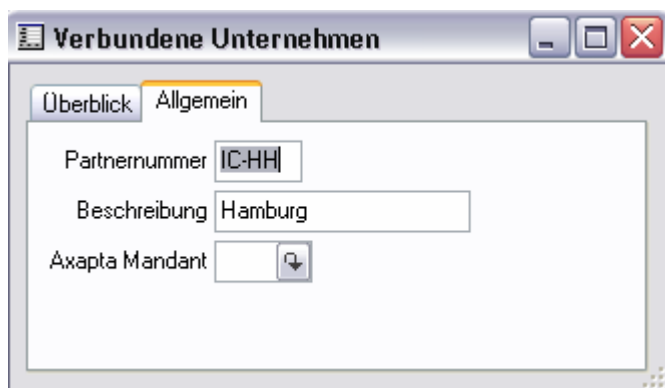 Verbundene Unternehmen
Überblick Allgemein
Partnernummer IC-HH
Beschreibung Hamburg
Axapta Mandant